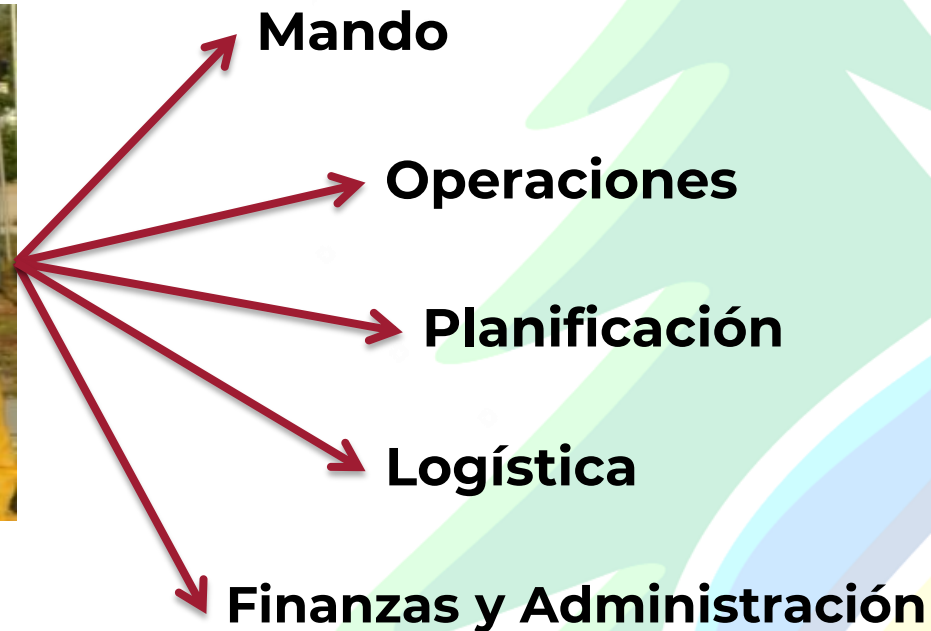 Mando
Operaciones
Planificación
Logística
Finanzas y Administración